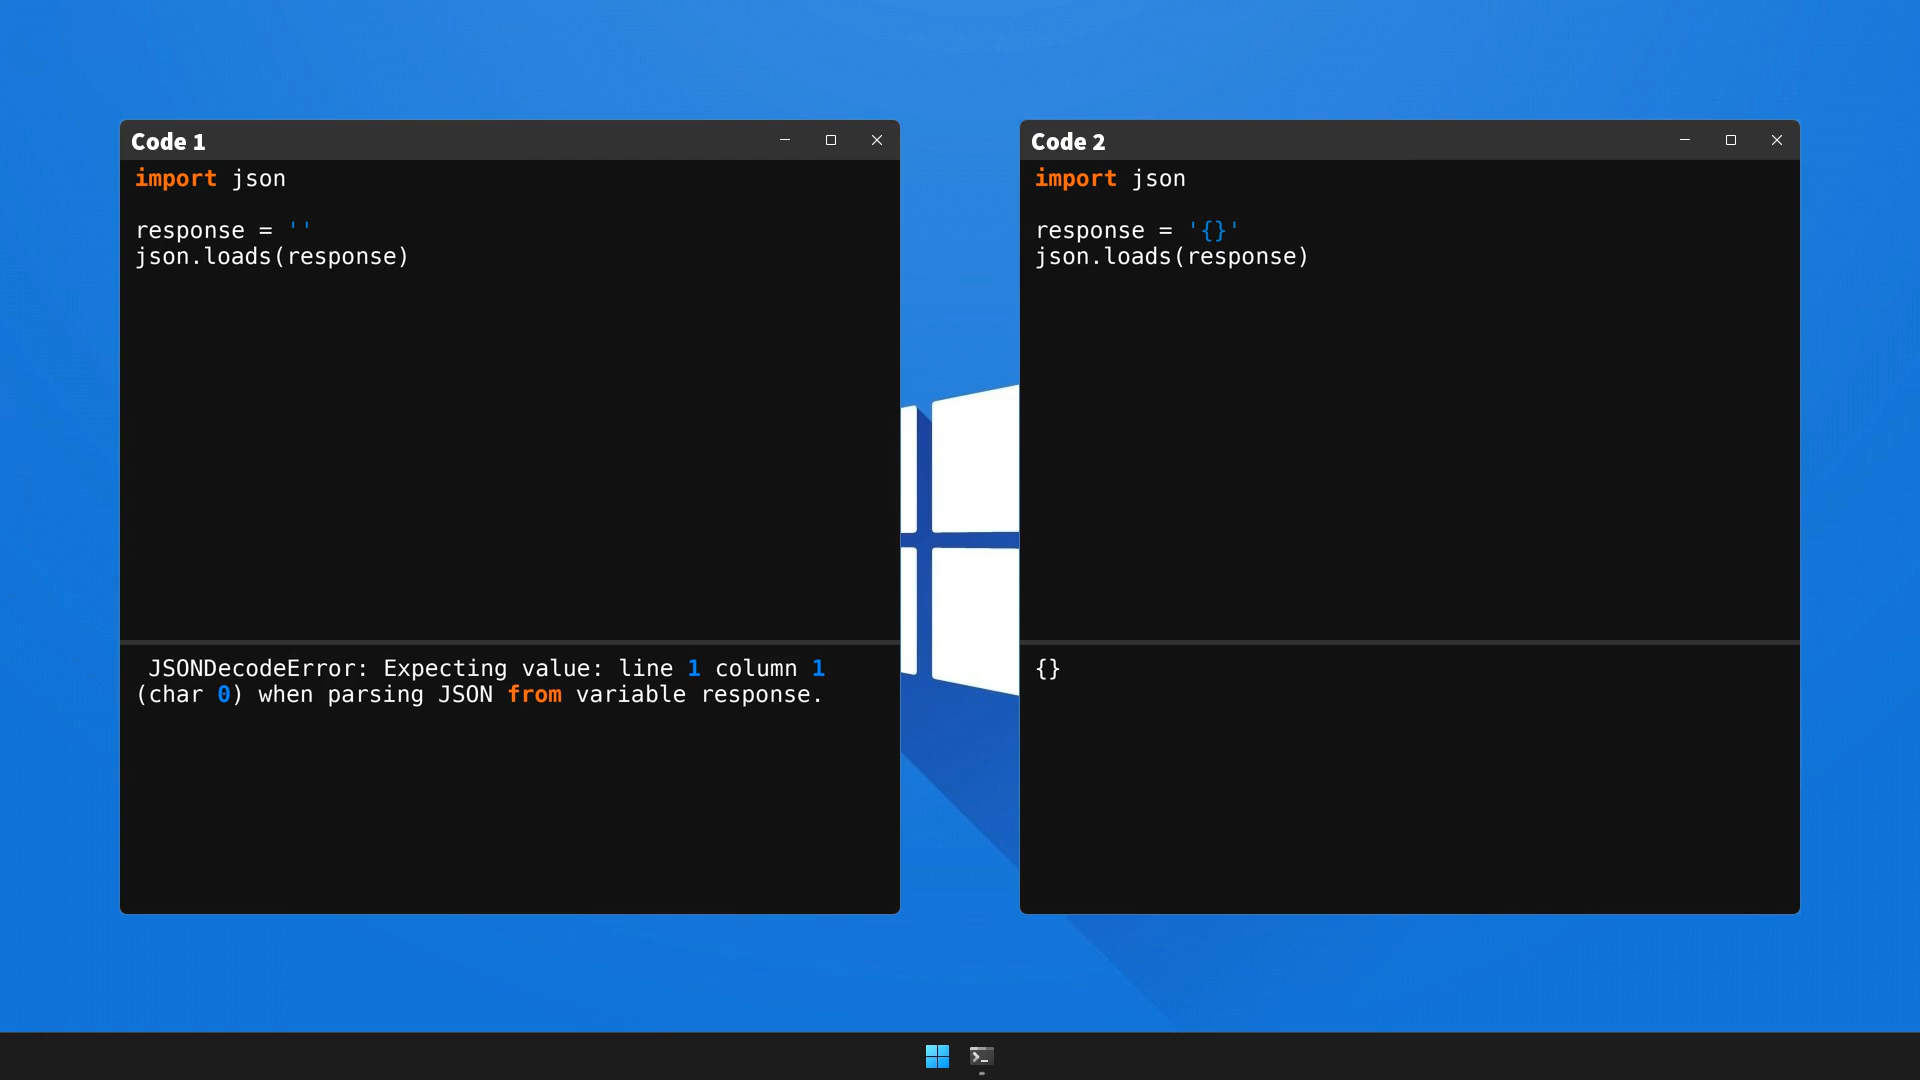 Code 1
import json
response = ''
json.loads(response)
JSONDecodeError: Expecting value: line 1 column 1
(char 0) when parsing JSON from variable response.
Code 2
import json
response = '{}'
json.loads(response)
{}